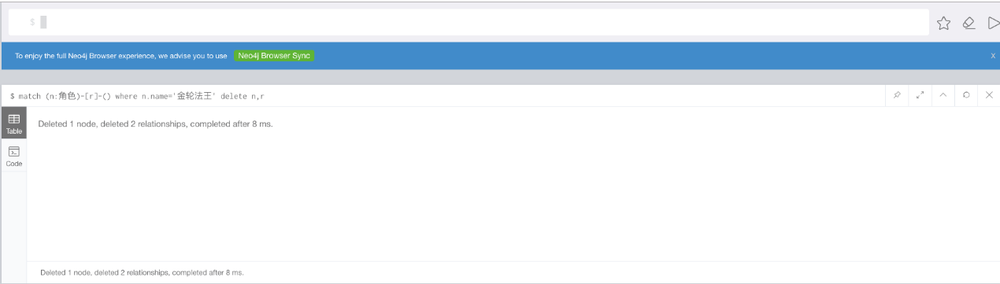 $
To enjoy the full Neo4j Browser experience, we advise you to use Neo4j Browser Sync X
$ match (n:角色)-[r]-() where n.name='金轮法王' delete n,r
Table
Deleted 1 node, deleted 2 relationships, completed after 8 ms.
Code
Deleted 1 node, deleted 2 relationships, completed after 8 ms.